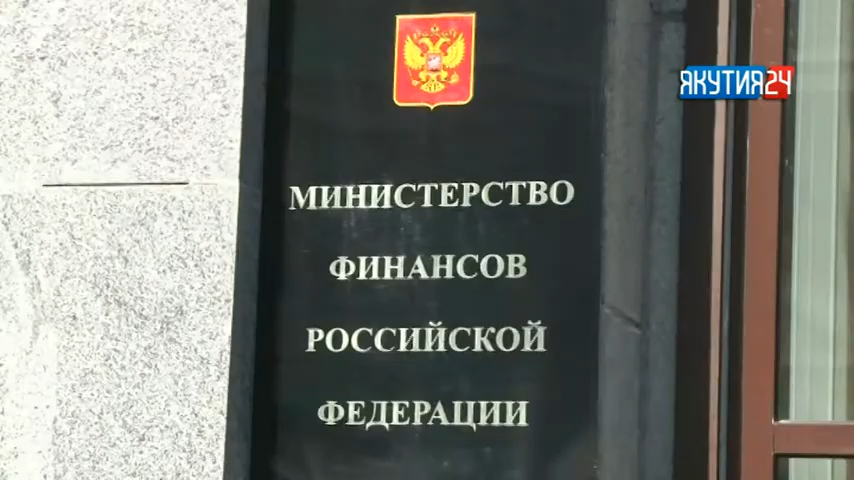 ЯКУТИЯ24
МИНИСТЕРСТВО
ФИНАНСОВ
РОССИЙСКОЙ
ФЕДЕРАЦИИ